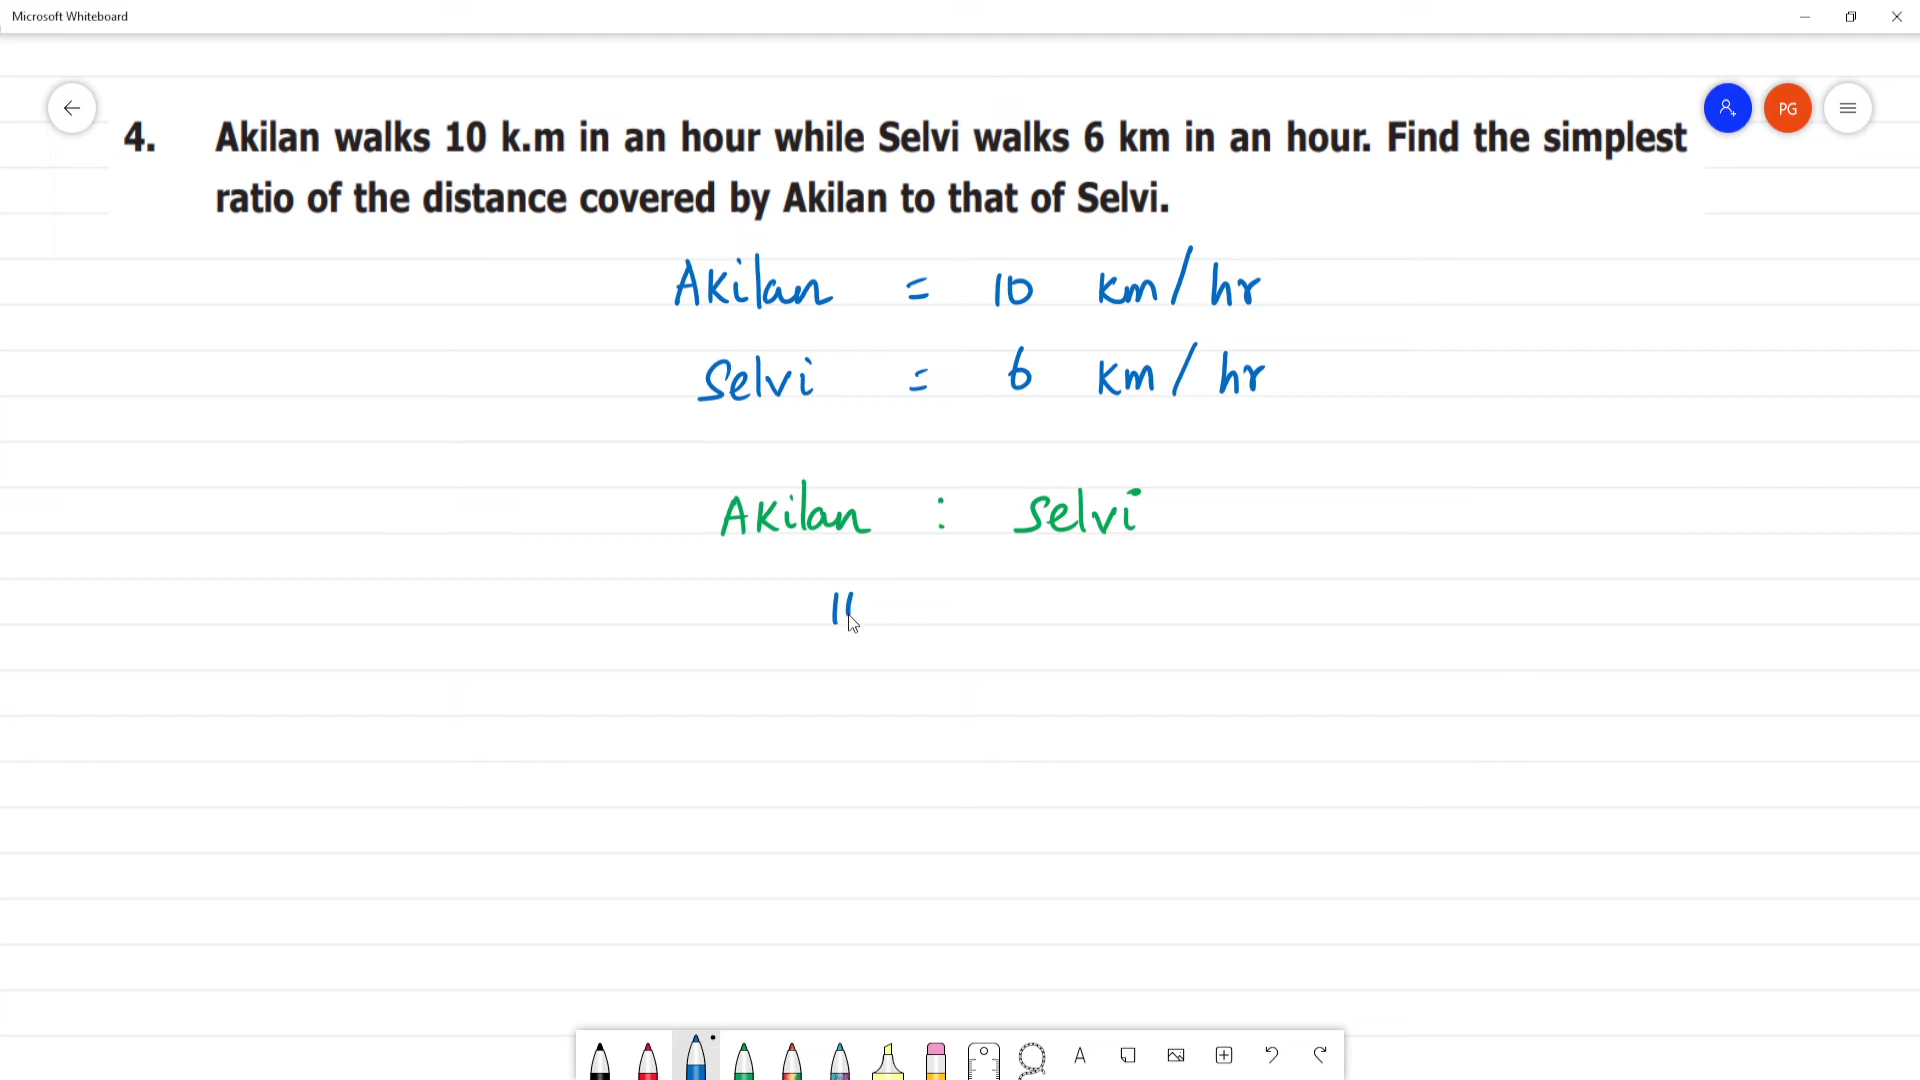 Microsoft Whiteboard
PG
4. Akilan walks 10 k.m in an hour while Selvi walks 6 km in an hour. Find the simplest
ratio of the distance covered by Akilan to that of Selvi.
Akilan = 10 km/hr
Selvi = 6 km/hr
Akilan : Selvi
A